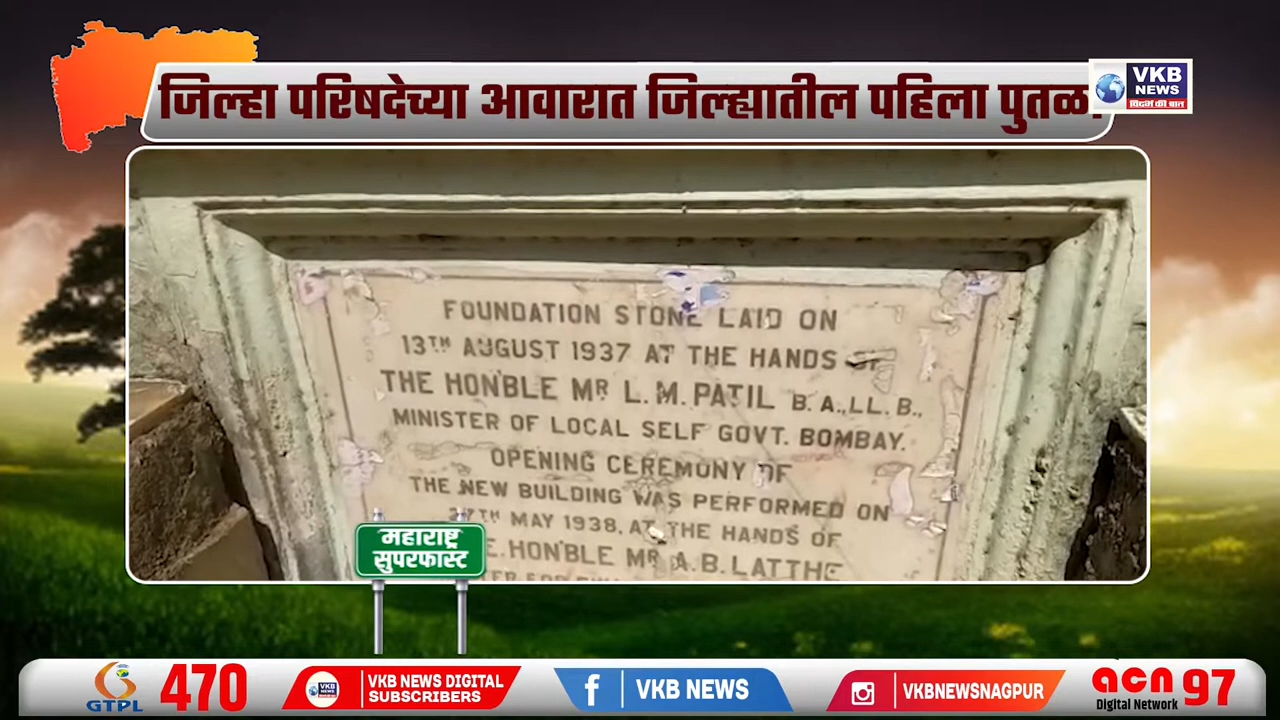 जिल्हा परिषदेच्या आवारात जिल्ह्यातील पहिला
VKB
NEWS
विदर्भ की बात
FOUNDATION STONE LAID ON
13TH AUGUST 1937 AT THE HANDS OF
THE HON'BLE MR L.M. PATIL B.A., LL.B.,
MINISTER OF LOCAL SELF GOVT. BOMBAY.
OPENING CEREMONY OF
THE NEW BUILDING WAS PERFORMED ON
MAY 1938, AT THE HANDS OF
HON'BLE MR A.B. LATTHE
महाराष्ट्र
सुपरफास्ट
GTPL
470
VKB
NEWS
VKB NEWS DIGITAL
SUBSCRIBERS
f
VKB NEWS
VKBNEWSNAGPUR
acn 97
Digital Network